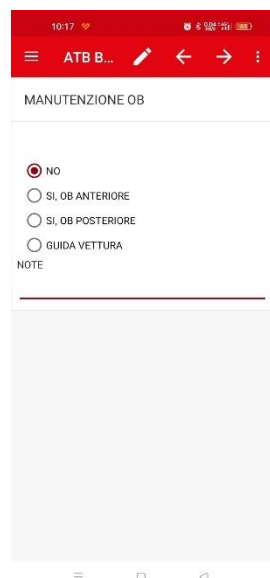 10:17
ATB B...
MANUTENZIONE OB
NO
SI, OB ANTERIORE
SI, OB POSTERIORE
GUIDA VETTURA
NOTE